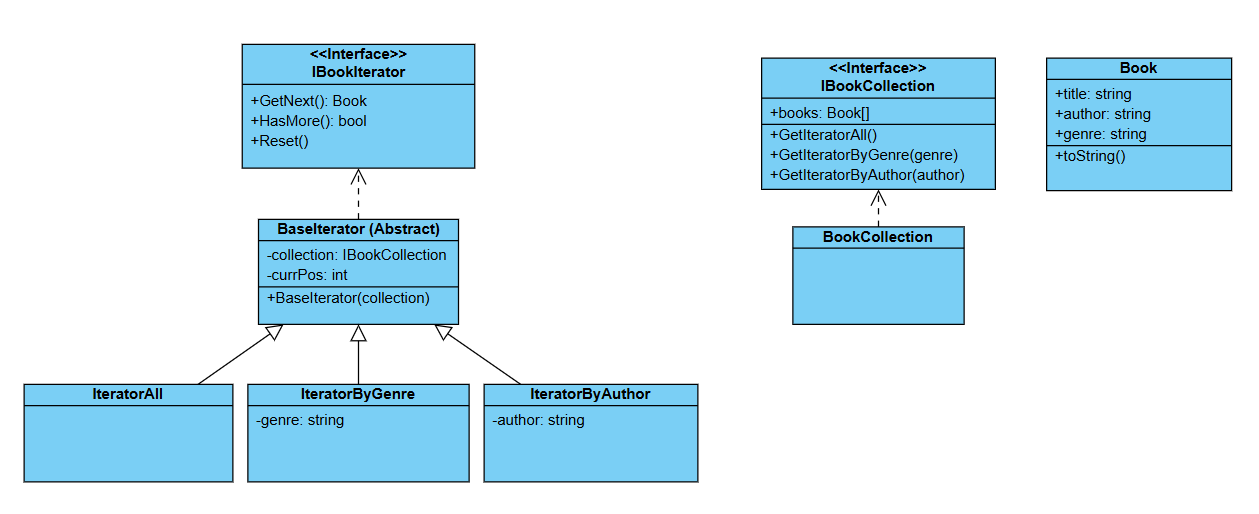 <<Interface>>
IBookIterator
+GetNext(): Book
+HasMore(): bool
+Reset()
BaseIterator (Abstract)
-collection: IBookCollection
-currPos: int
+BaseIterator(collection)
IteratorAll
IteratorByGenre
-genre: string
IteratorByAuthor
-author: string
<<Interface>>
IBookCollection
+books: Book[]
+GetIteratorAll()
+GetIteratorByGenre(genre)
+GetIteratorByAuthor(author)
BookCollection
Book
+title: string
+author: string
+genre: string
+toString()